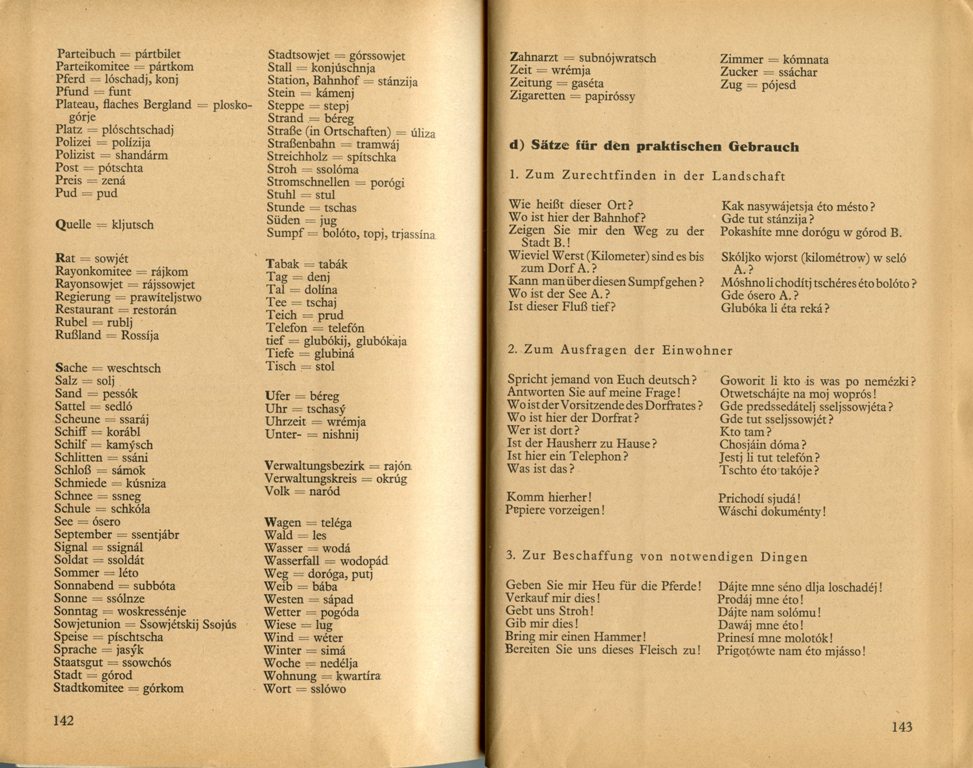 Parteibuch = pártbilet
Parteikomitee = pártkom
Pferd = lóschadj, konj
Pfund = funt
Plateau, flaches Bergland = plosko-
górje
Platz = plóschtschadj
Polizei = polízija
Polizist = shandárm
Post = pótschta
Preis = zená
Pud = pud
Quelle = kljutsch
Rat = sowjét
Rayonkomitee = rájkom
Rayonsowjet = rájssowjet
Regierung = prawíteljstwo
Restaurant = restorán
Rubel = rublj
Rußland = Rossíja
Sache = weschtsch
Salz = solj
Sand = pessók
Sattel = sedló
Scheune = ssaráj
Schiff = korábl
Schilf = kamýsch
Schlitten = ssáni
Schloß = sámok
Schmiede = kúsniza
Schnee = ssneg
Schule = schkóla
See = ósero
September = ssentjábr
Signal = ssignál
Soldat = ssoldát
Sommer = léto
Sonnabend = subbóta
Sonne = ssólnze
Sonntag = woskressénje
Sowjetunion = Ssowjétskij Ssojús
Speise = píschtscha
Sprache = jasýk
Staatsgut = ssowchós
Stadt = górod
Stadtkomitee = górkom
Stadtsowjet = górssowjet
Stall = konjúschnja
Station, Bahnhof = stánzija
Stein = kámenj
Steppe = stepj
Strand = béreg
Straße (in Ortschaften) = úliza
Straßenbahn = tramwáj
Streichholz = spítschka
Stroh = ssolóma
Stromschnellen = porógi
Stuhl = stul
Stunde = tschas
Süden = jug
Sumpf = bolóto, topj, trjassína
Tabak = tabák
Tag = denj
Tal = dolína
Tee = tschaj
Teich = prud
Telefon = telefón
tief = glubókij, glubókaja
Tiefe = glubiná
Tisch = stol
Ufer = béreg
Uhr = tschasý
Uhrzeit = wrémja
Unter- = nishnij
Verwaltungsbezirk = rajón
Verwaltungskreis = okrúg
Volk = naród
Wagen = teléga
Wald = les
Wasser = wodá
Wasserfall = wodopád
Weg = doróga, putj
Weib = bába
Westen = sápad
Wetter = pogóda
Wiese = lug
Wind = wéter
Winter = simá
Woche = nedélja
Wohnung = kwartíra
Wort = sslówo
142
Zahnarzt = subnójwratsch
Zeit = wrémja
Zeitung = gaséta
Zigaretten = papiróssy
Zimmer = kómnata
Zucker = ssáchar
Zug = pójesd
d) Sätze für den praktischen Gebrauch
1. Zum Zurechtfinden in der Landschaft
Wie heißt dieser Ort? Kak nasywájetsja éto mésto?
Wo ist hier der Bahnhof? Gde tut stánzija?
Zeigen Sie mir den Weg zu der Pokashíte mne dorógu w górod B.
Stadt B.!
Wieviel Werst (Kilometer) sind es bis Skóljko wjorst (kilométrow) w seló
zum Dorf A.? A.?
Kann man über diesen Sumpf gehen? Móshno li chodítj tschéres éto bolóto?
Wo ist der See A.? Gde ósero A.?
Ist dieser Fluß tief? Glubóka li éta reká?
2. Zum Ausfragen der Einwohner
Spricht jemand von Euch deutsch? Goworit li kto is was po nemézki?
Antworten Sie auf meine Frage! Otwetschájte na moj woprós!
Wo ist der Vorsitzende des Dorfrates? Gde predssedátelj sseljssowjéta?
Wo ist hier der Dorfrat? Gde tut sseljssowjét?
Wer ist dort? Kto tam?
Ist der Hausherr zu Hause? Chosjáin dóma?
Ist hier ein Telephon? Jestj li tut telefón?
Was ist das? Tschto éto takóje?
Komm hierher! Prichodí sjudá!
Papiere vorzeigen! Wáschi dokuménty!
3. Zur Beschaffung von notwendigen Dingen
Geben Sie mir Heu für die Pferde! Dájte mne séno dlja loschadéj!
Verkauf mir dies! Prodáj mne éto!
Gebt uns Stroh! Dájte nam solómu!
Gib mir dies! Dawáj mne éto!
Bring mir einen Hammer! Prinesí mne molotók!
Bereiten Sie uns dieses Fleisch zu! Prigotówte nam éto mjásso!
143